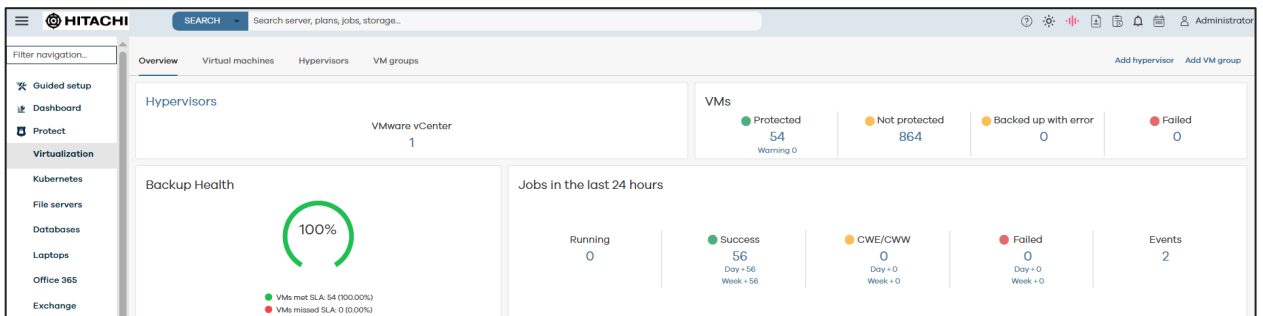 HITACHI
SEARCH
Search server, plans, jobs, storage...
Administrator
Filter navigation...
Guided setup
Dashboard
Protect
Virtualization
Kubernetes
File servers
Databases
Laptops
Office 365
Exchange
Overview Virtual machines Hypervisors VM groups
Add hypervisor Add VM group
Hypervisors
VMware vCenter
1
VMs
Protected
54
Warning 0
Not protected
864
Backed up with error
0
Failed
0
Backup Health
100%
VMs met SLA: 54 (100.00%)
VMs missed SLA: 0 (0.00%)
Jobs in the last 24 hours
Running
0
Success
56
Day + 56
Week + 56
CWE/CWW
0
Day + 0
Week + 0
Failed
0
Day + 0
Week + 0
Events
2